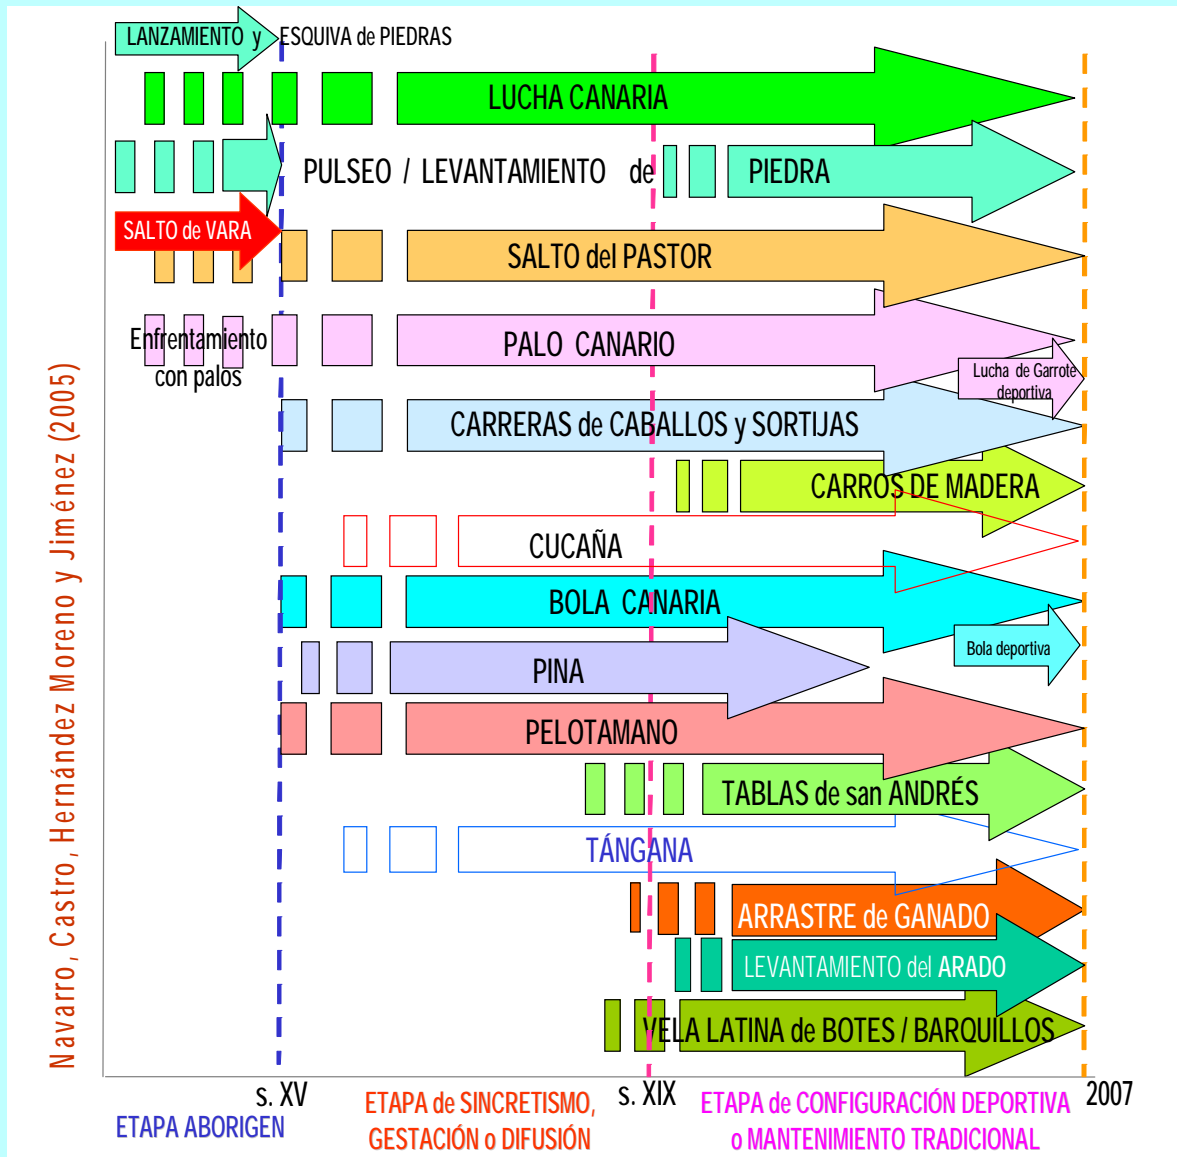 LANZAMIENTO y ESQUIVA de PIEDRAS
LUCHA CANARIA
PULSEO / LEVANTAMIENTO de PIEDRA
SALTO de VARA
SALTO del PASTOR
Enfrentamiento
con palos
PALO CANARIO
Lucha de Garrote
deportiva
CARRERAS de CABALLOS y SORTIJAS
CARROS DE MADERA
CUCAÑA
BOLA CANARIA
Bola deportiva
PINA
PELOTAMANO
TABLAS de san ANDRÉS
TÁNGANA
ARRASTRE de GANADO
LEVANTAMIENTO del ARADO
VELA LATINA de BOTES / BARQUILLOS
Navarro, Castro, Hernández Moreno y Jiménez (2005)
s. XV
s. XIX
2007
ETAPA ABORIGEN
ETAPA de SINCRETISMO,
GESTACIÓN o DIFUSIÓN
ETAPA de CONFIGURACIÓN DEPORTIVA
o MANTENIMIENTO TRADICIONAL